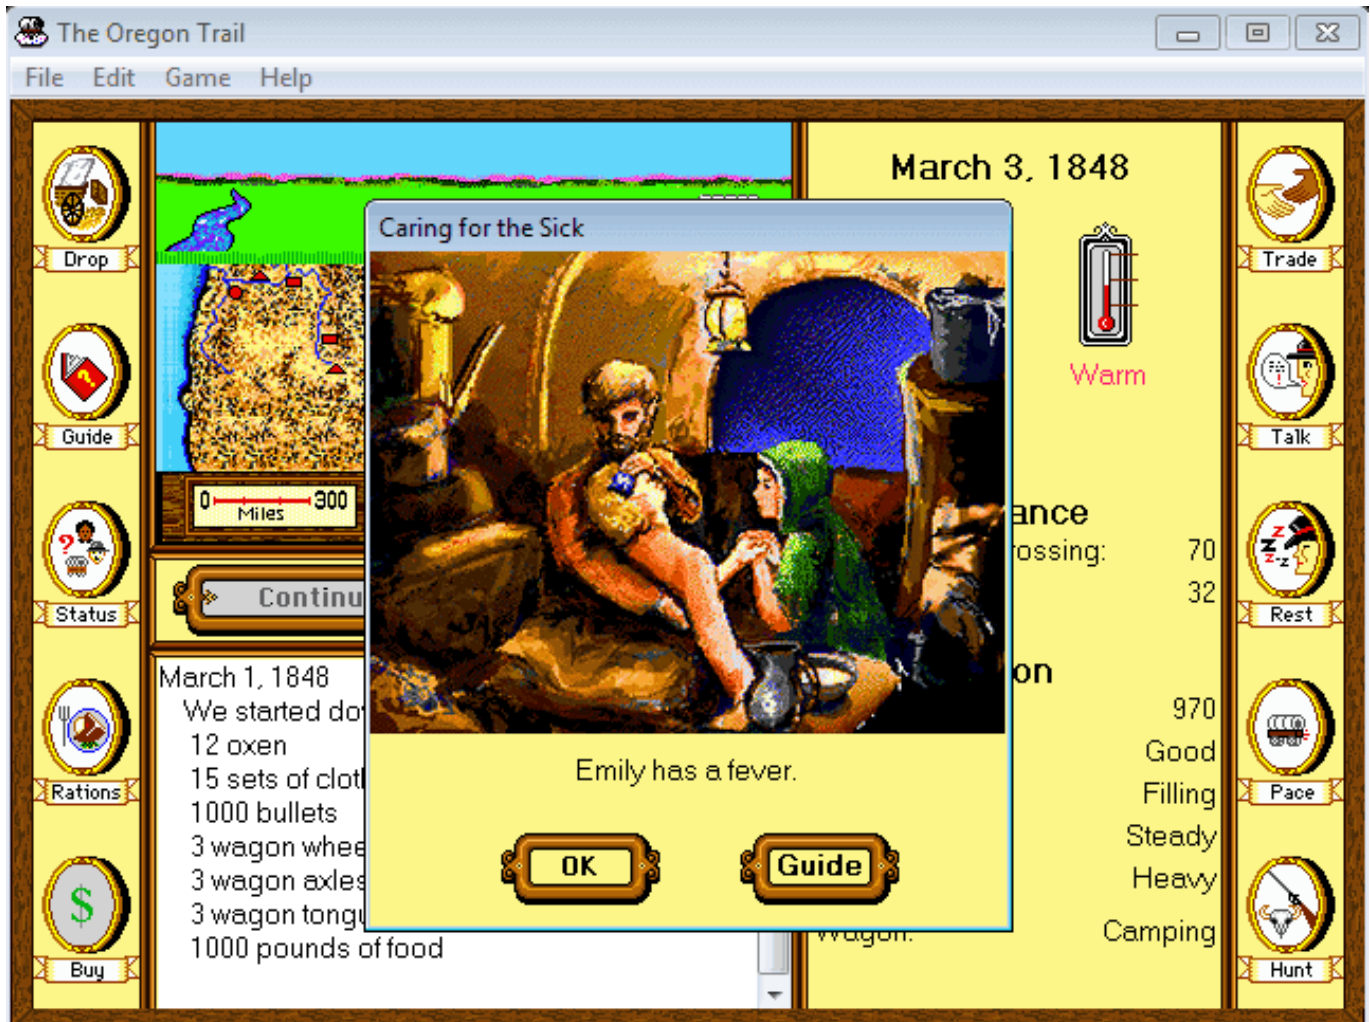 The Oregon Trail
File Edit Game Help
Drop
Guide
Status
Rations
Buy
0 300
Miles
Continu
March 1, 1848
We started do
12 oxen
15 sets of clot
1000 bullets
3 wagon whee
3 wagon axles
3 wagon tongu
1000 pounds of food
Caring for the Sick
Emily has a fever.
OK
Guide
March 3, 1848
Warm
ance
rossing: 70
32
on
970
Good
Filling
Steady
Heavy
Wagon: Camping
Trade
Talk
Rest
Pace
Hunt